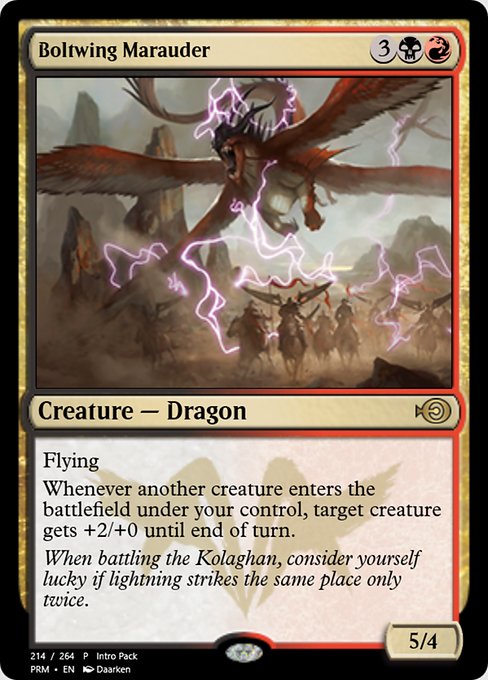 Boltwing Marauder 3
Creature — Dragon
Flying
Whenever another creature enters the
battlefield under your control, target creature
gets +2/+0 until end of turn.
When battling the Kolaghan, consider yourself
lucky if lightning strikes the same place only
twice.
5/4
214 / 264 P Intro Pack
PRM • EN Daarken